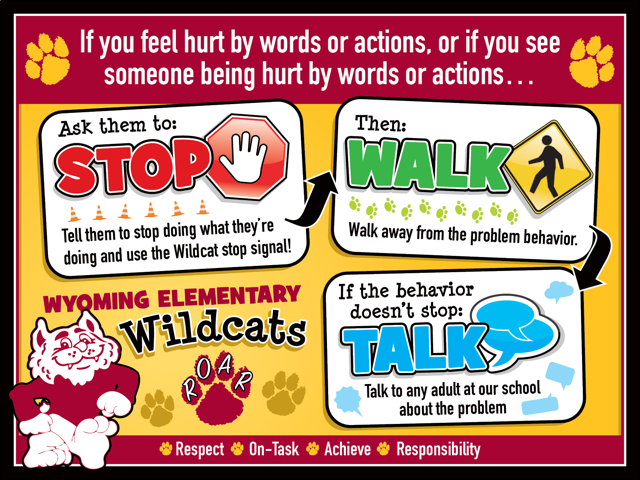 If you feel hurt by words or actions, or if you see
someone being hurt by words or actions...
Ask them to:
STOP
Tell them to stop doing what they're
doing and use the Wildcat stop signal!
Then:
WALK
Walk away from the problem behavior.
If the behavior
doesn't stop:
TALK
Talk to any adult at our school
about the problem
WYOMING ELEMENTARY
Wildcats
ROAR
Respect On-Task Achieve Responsibility